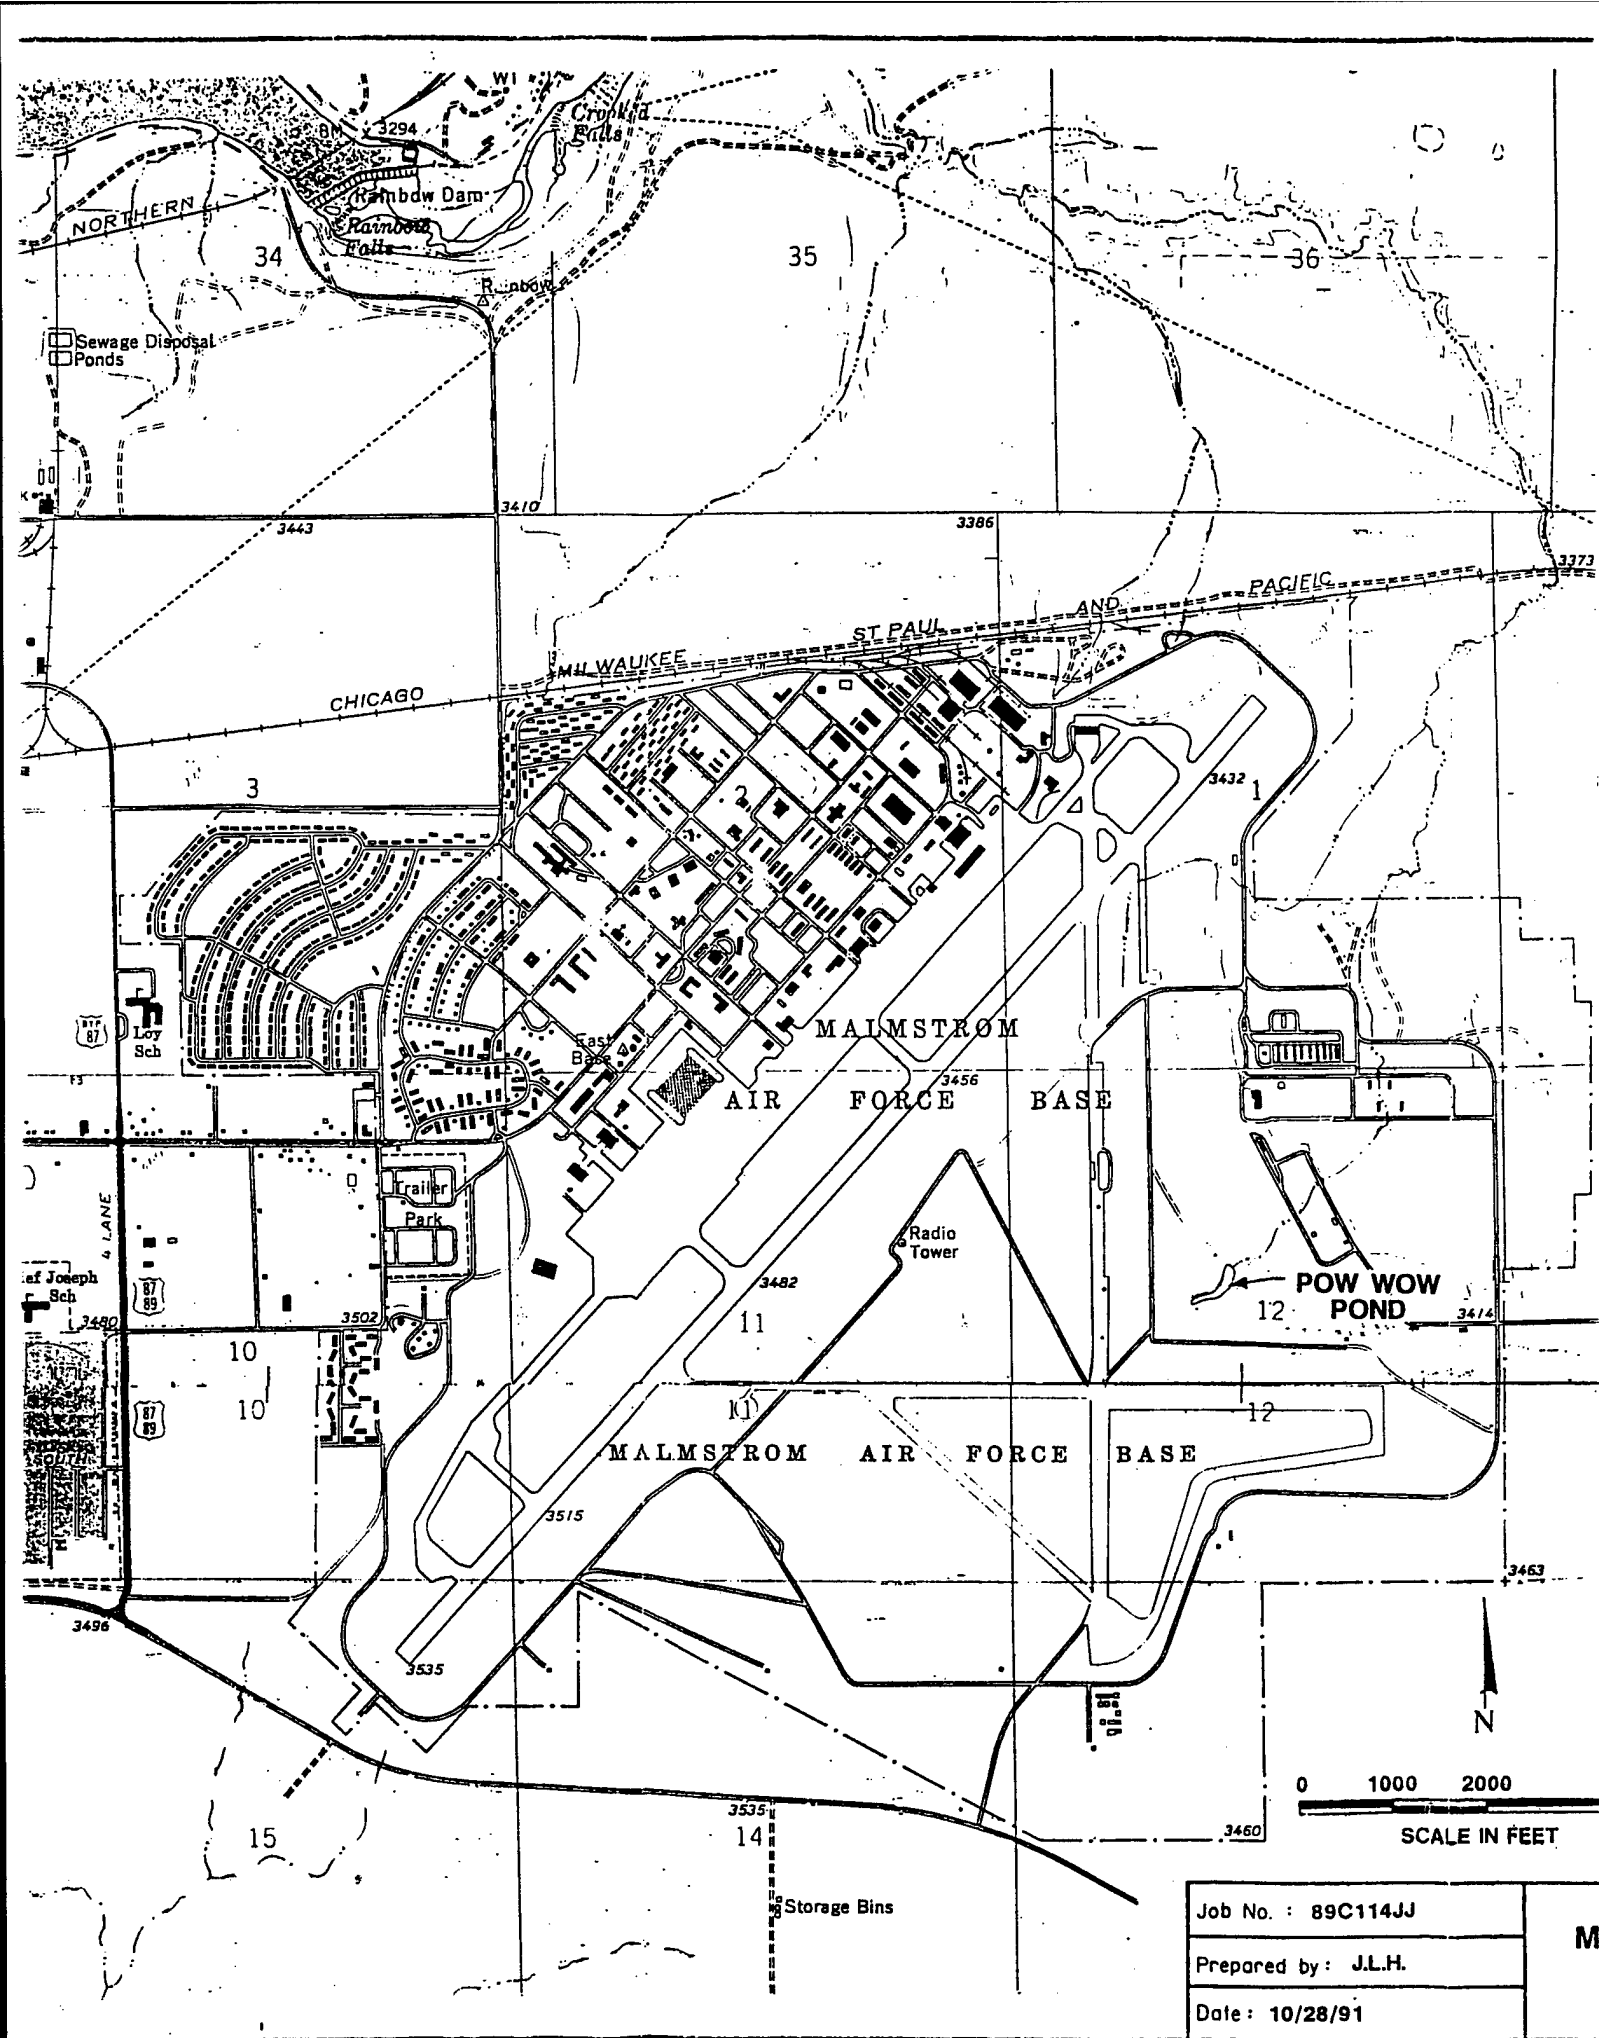 WI
Crooked
Falls
BM 3294
Rainbow Dam
Rainbow
Falls
NORTHERN
34
35
36
Sewage Disposal
Ponds
K
3410
3443
3386
3373
CHICAGO
MILWAUKEE
ST PAUL
AND
PACIFIC
3
2
3432
1
87
Loy
Sch
East
Base
MALMSTROM
3456
AIR FORCE BASE
4 LANE
Trailer
Park
Radio
Tower
ef Joseph
Sch
87
89
3480
3502
3482
POW WOW
POND
3414
10
11
12
10
11
12
87
89
SOUTH
MALMSTROM AIR FORCE BASE
3515
3463
3496
3535
N
0 1000 2000
SCALE IN FEET
3535
3460
15
14
Storage Bins
Job No. : 89C114JJ
M
Prepared by : J.L.H.
Date : 10/28/91